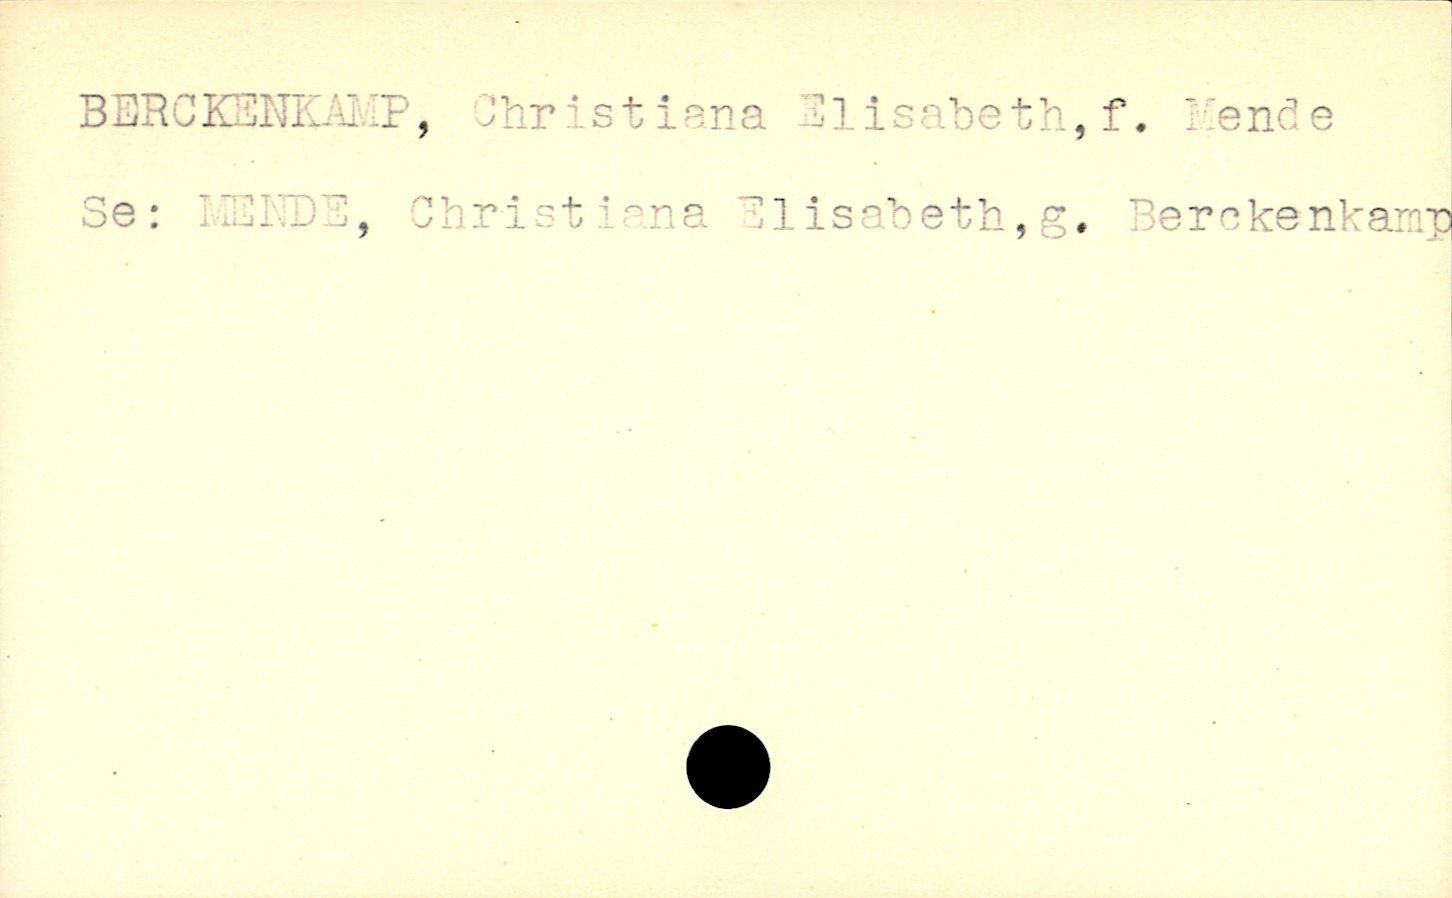 BERCKENKAMP, Christiana Elisabeth,f. Mende
Se: MENDE, Christiana Elisabeth,g. Berckenkamp